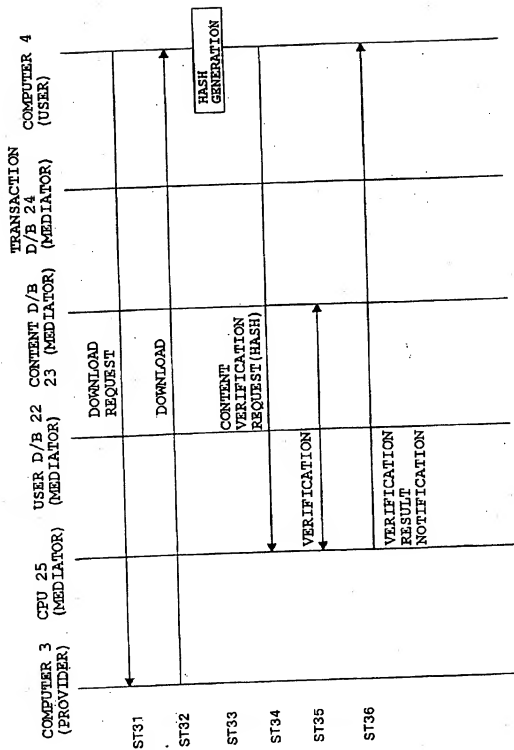 COMPUTER 3
(PROVIDER)
CPU 25
(MEDIATOR)
USER D/B 22
(MEDIATOR)
CONTENT D/B
23 (MEDIATOR)
TRANSACTION
D/B 24
(MEDIATOR)
COMPUTER 4
(USER)
ST31
DOWNLOAD
REQUEST
ST32
DOWNLOAD
ST33
HASH
GENERATION
ST34
CONTENT
VERIFICATION
REQUEST(HASH)
ST35
VERIFICATION
ST36
VERIFICATION
RESULT
NOTIFICATION